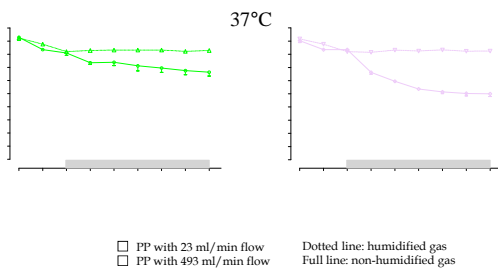 37°C
PP with 23 ml/min flow
PP with 493 ml/min flow
Dotted line: humidified gas
Full line: non-humidified gas